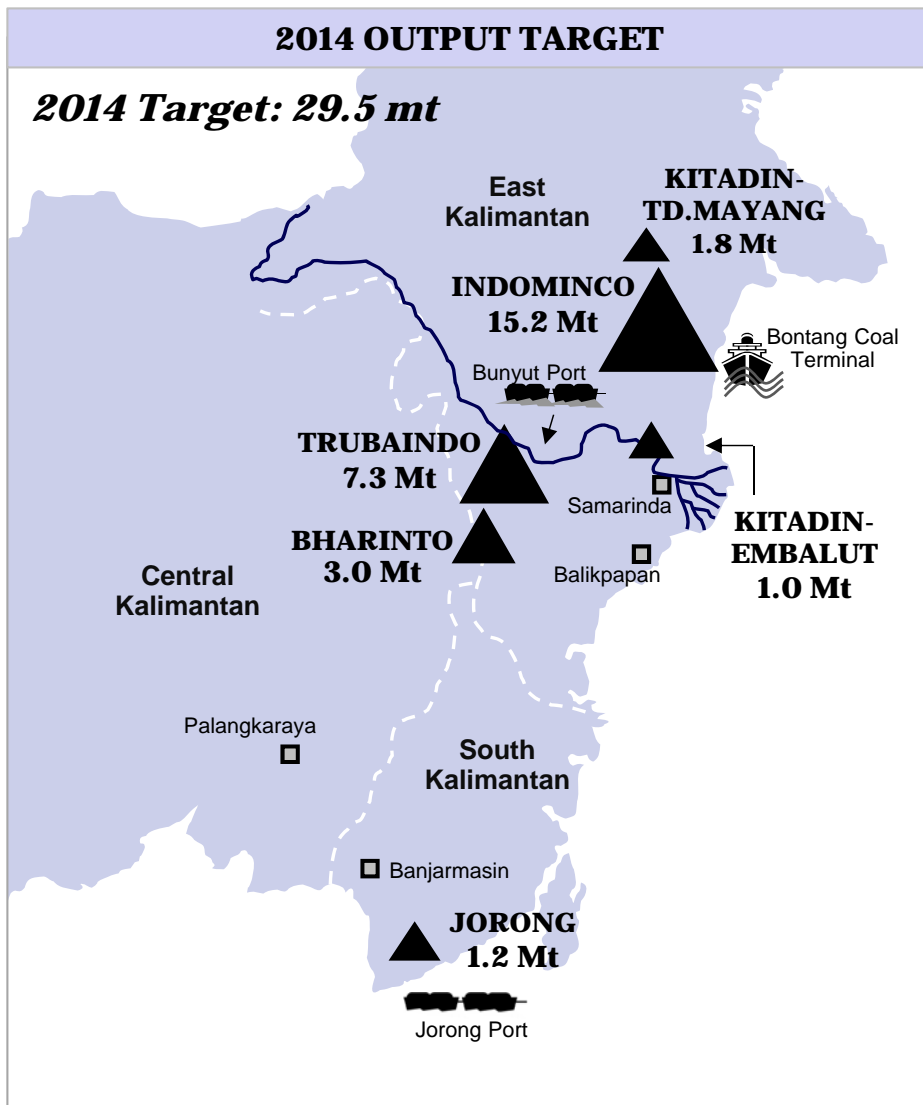 2014 OUTPUT TARGET
2014 Target: 29.5 mt
East
Kalimantan
KITADIN-
TD.MAYANG
1.8 Mt
INDOMINCO
15.2 Mt
Bontang Coal
Terminal
Bunyut Port
TRUBAINDO
7.3 Mt
Samarinda
BHARINTO
3.0 Mt
KITADIN-
EMBALUT
1.0 Mt
Balikpapan
Central
Kalimantan
Palangkaraya
South
Kalimantan
Banjarmasin
JORONG
1.2 Mt
Jorong Port